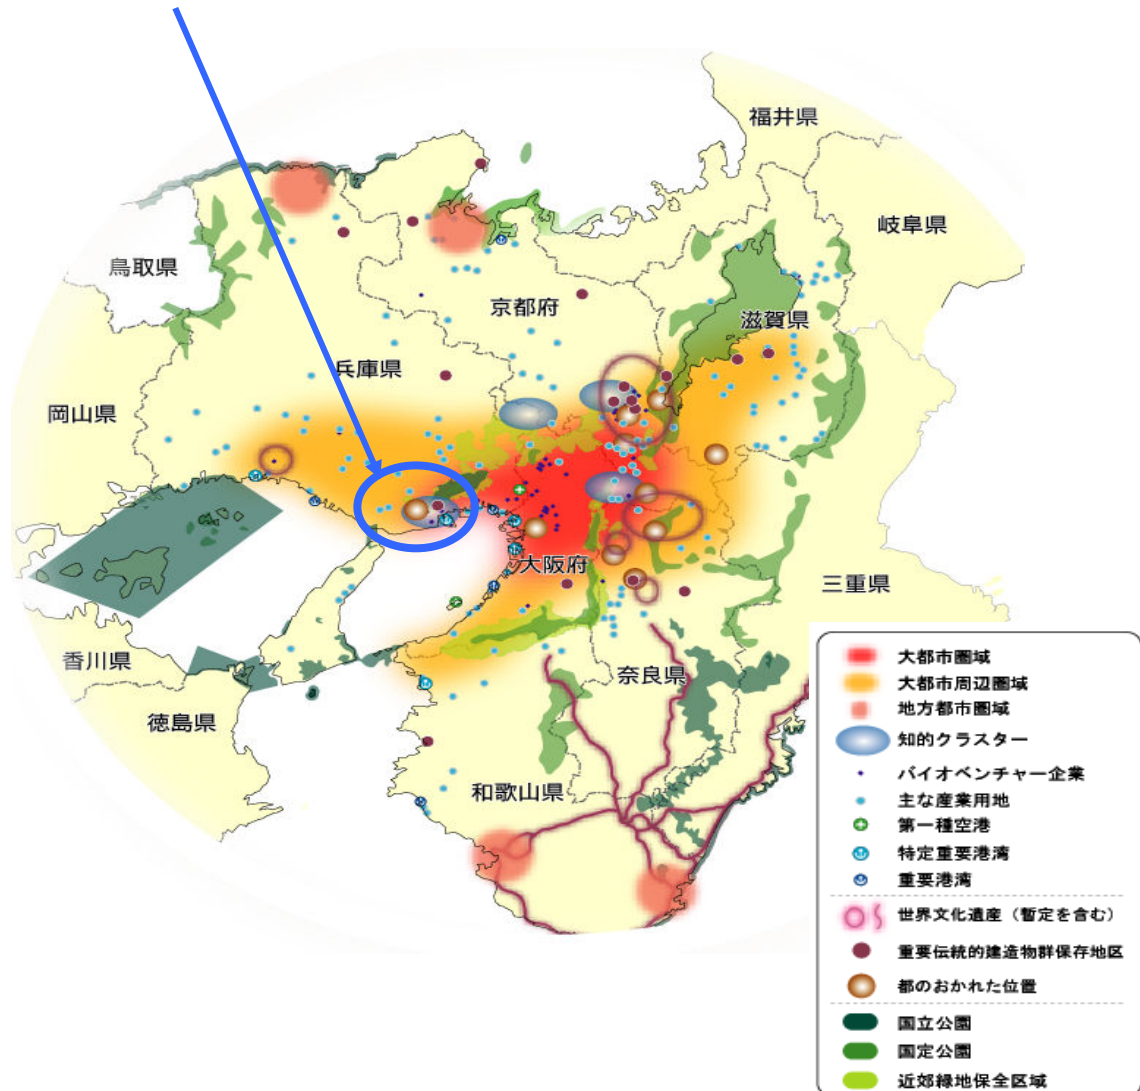 福井県
岐阜県
鳥取県
京都府
滋賀県
兵庫県
岡山県
大阪府
三重県
香川県
奈良県
徳島県
和歌山県
大都市圏域
大都市周辺圏域
地方都市圏域
知的クラスター
バイオベンチャー企業
主な産業用地
第一種空港
特定重要港湾
重要港湾
世界文化遺産（暫定を含む）
重要伝統的建造物群保存地区
都のおかれた位置
国立公園
国定公園
近郊緑地保全区域